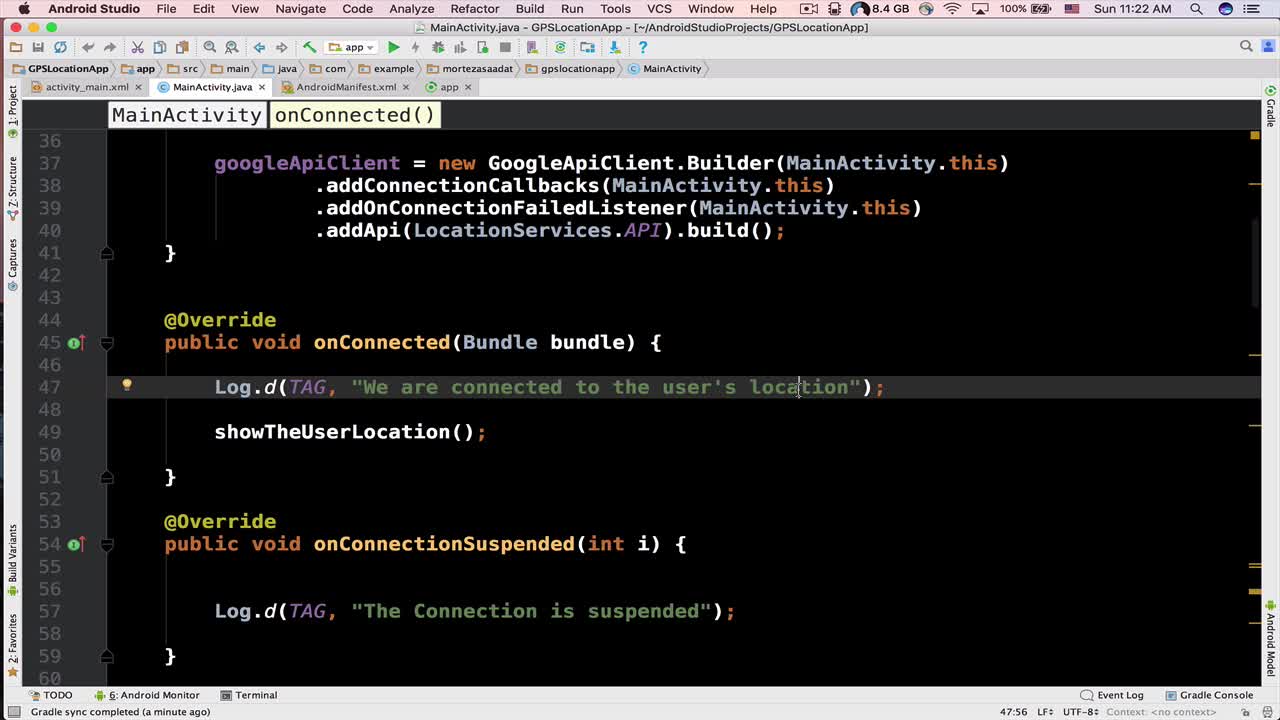 Android Studio File Edit View Navigate Code Analyze Refactor Build Run Tools VCS Window Help 8.4 GB 100% Sun 11:22 AM
MainActivity.java - GPSLocationApp - [~/AndroidStudioProjects/GPSLocationApp]
app
GPSLocationApp app src main java com example mortezasaadat gpslocationapp MainActivity
activity_main.xml MainActivity.java AndroidManifest.xml app
MainActivity onConnected()
36
37 googleApiClient = new GoogleApiClient.Builder(MainActivity.this)
38 .addConnectionCallbacks(MainActivity.this)
39 .addOnConnectionFailedListener(MainActivity.this)
40 .addApi(LocationServices.API).build();
41 }
42
43
44 @Override
45 public void onConnected(Bundle bundle) {
46
47 Log.d(TAG, "We are connected to the user's location");
48
49 showTheUserLocation();
50
51 }
52
53 @Override
54 public void onConnectionSuspended(int i) {
55
56
57 Log.d(TAG, "The Connection is suspended");
58
59 }
60
1: Project
Z: Structure
Captures
Build Variants
2: Favorites
Gradle
Android Model
TODO 6: Android Monitor Terminal Event Log Gradle Console
Gradle sync completed (a minute ago) 47:56 LF÷ UTF-8÷ Context: <no context>